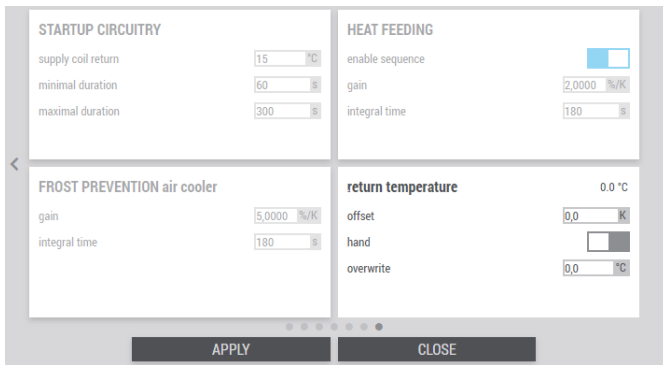 STARTUP CIRCUITRY
supply coil return 15 °C
minimal duration 60 s
maximal duration 300 s
HEAT FEEDING
enable sequence
gain 2,0000 %/K
integral time 180 s
FROST PREVENTION air cooler
gain 5,0000 %/K
integral time 180 s
return temperature 0.0 °C
offset 0,0 K
hand
overwrite 0,0 °C
APPLY CLOSE